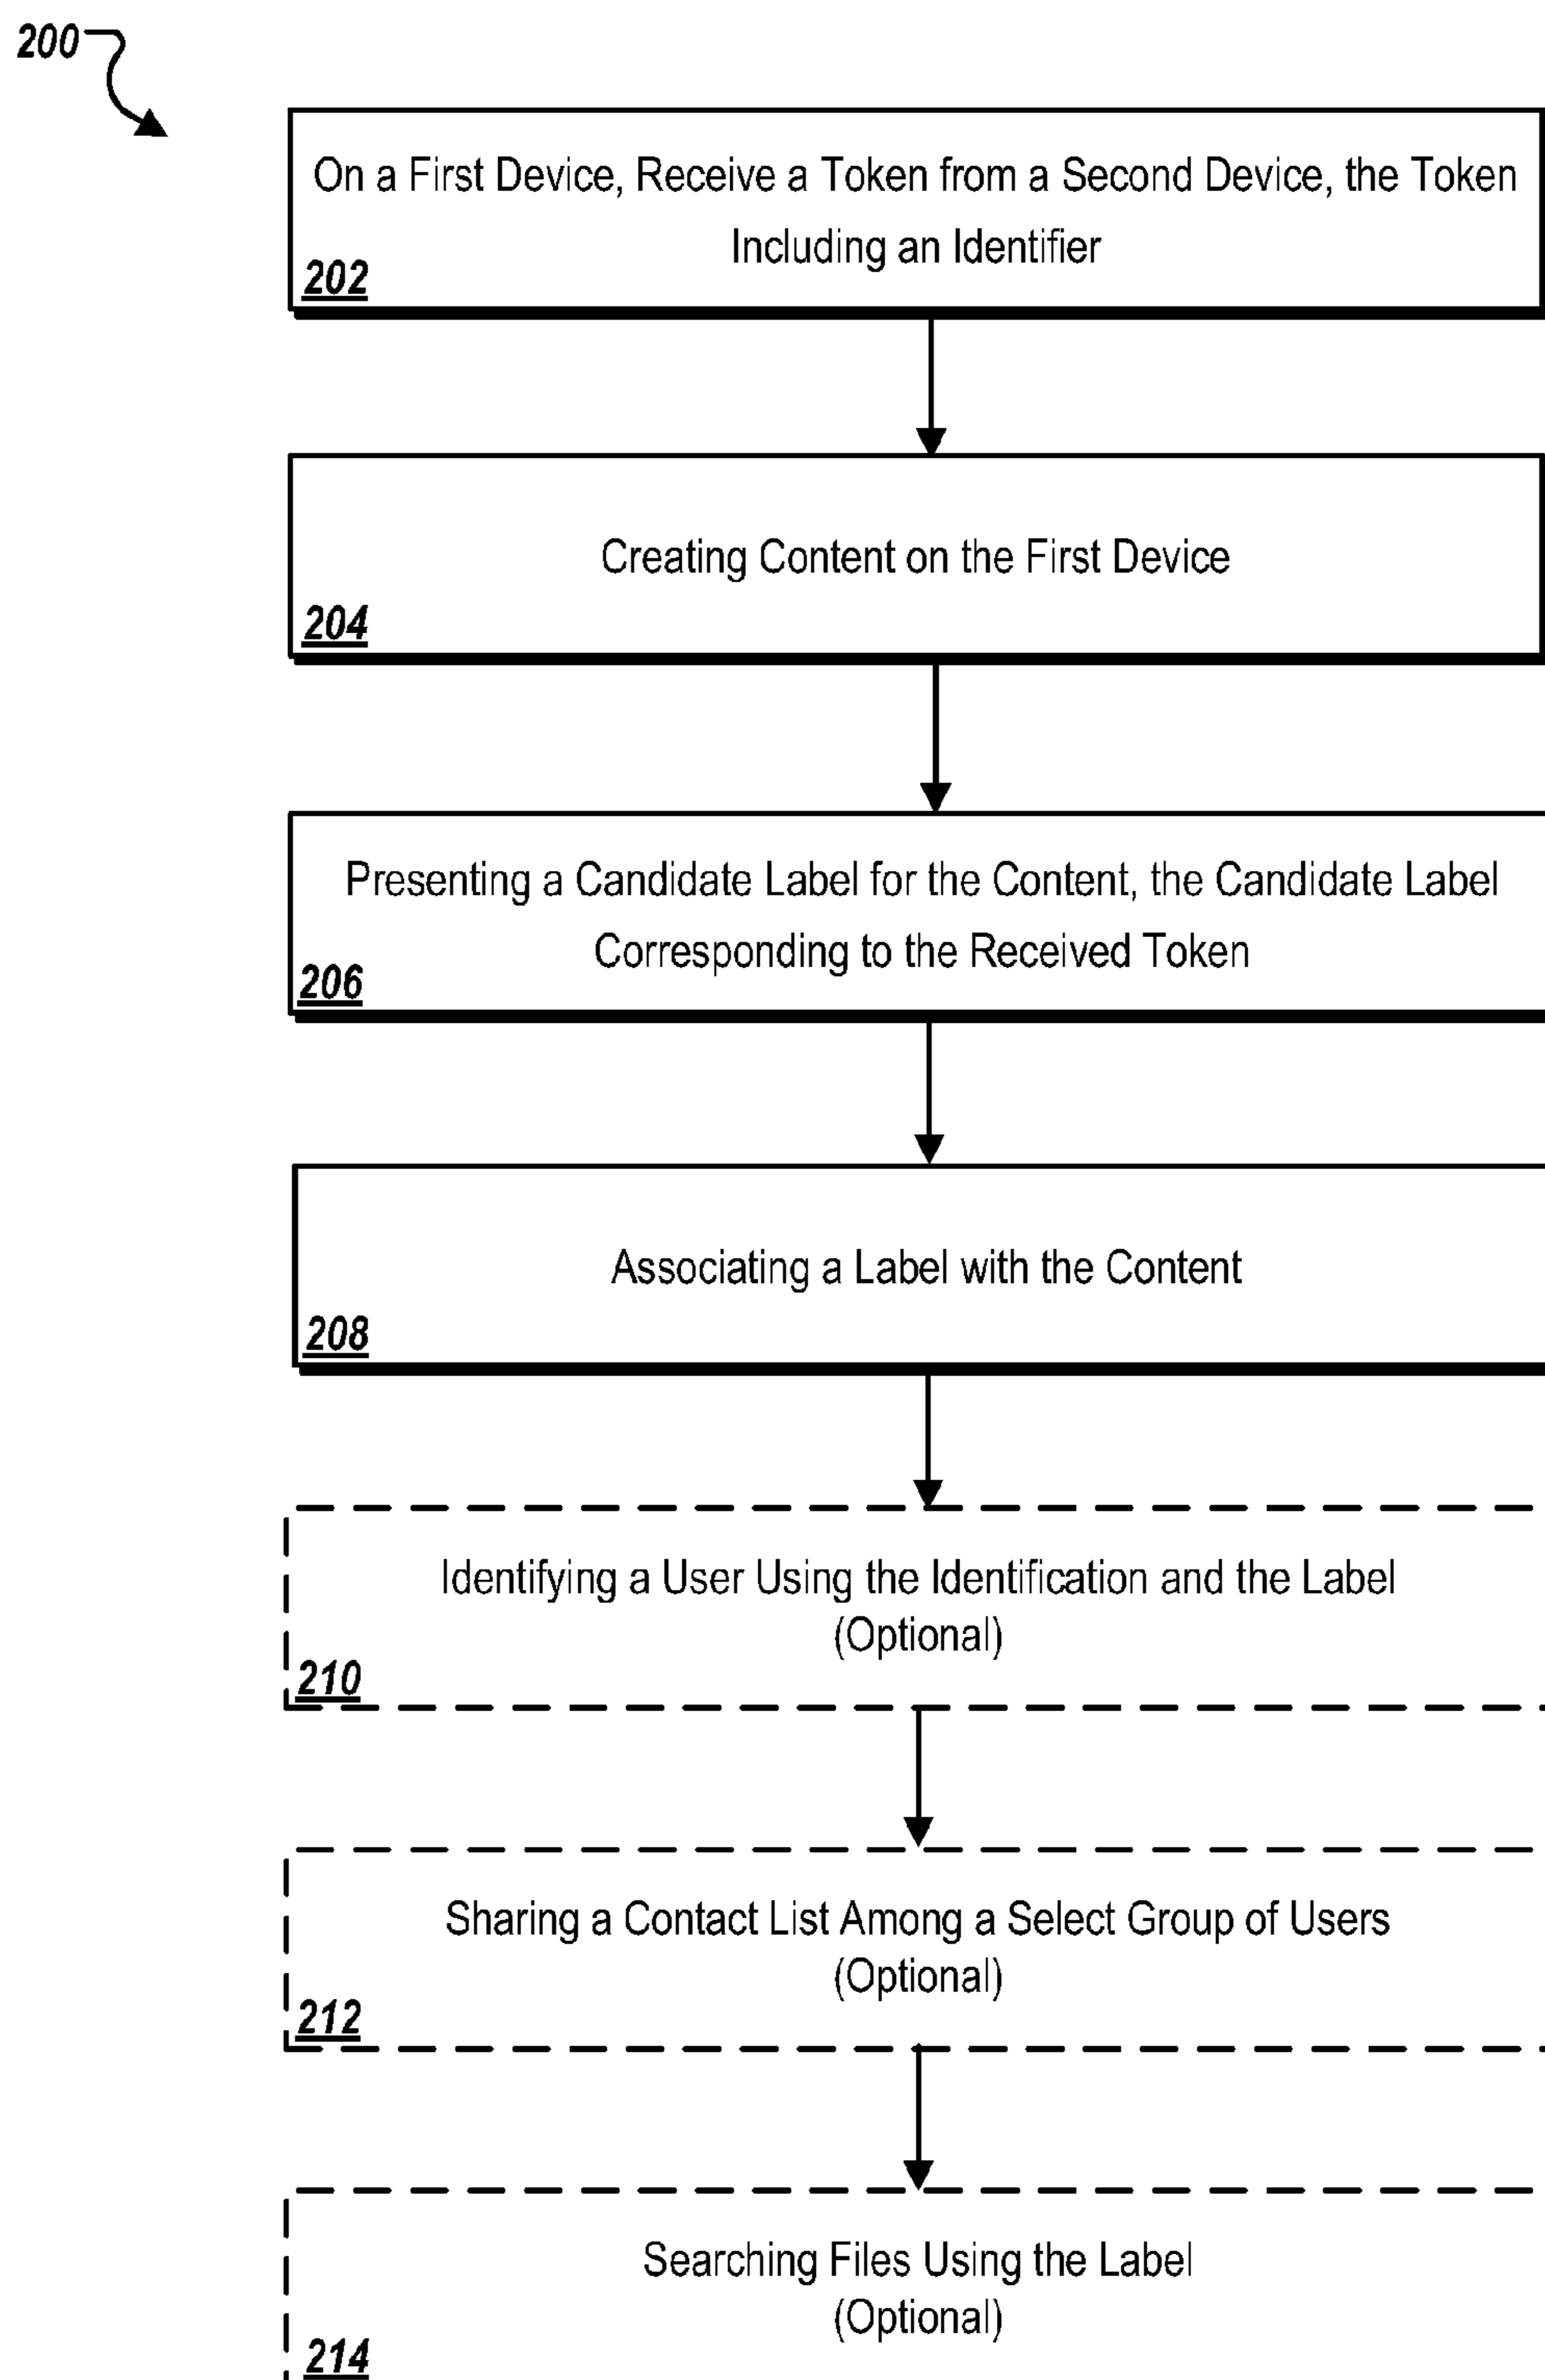 200
On a First Device, Receive a Token from a Second Device, the Token
Including an Identifier
202
Creating Content on the First Device
204
Presenting a Candidate Label for the Content, the Candidate Label
Corresponding to the Received Token
206
Associating a Label with the Content
208
Identifying a User Using the Identification and the Label
(Optional)
210
Sharing a Contact List Among a Select Group of Users
(Optional)
212
Searching Files Using the Label
(Optional)
214